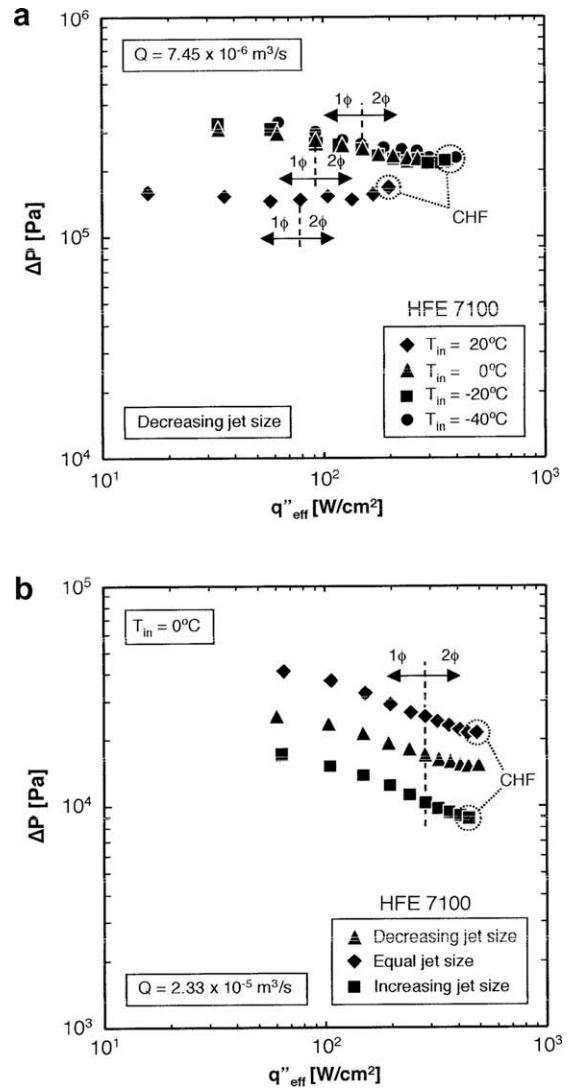 a
10⁶
Q = 7.45 x 10⁻⁶ m³/s
1ϕ 2ϕ
1ϕ 2ϕ
1ϕ 2ϕ
10⁵
CHF
ΔP [Pa]
HFE 7100
T_in = 20°C
T_in = 0°C
T_in = -20°C
T_in = -40°C
Decreasing jet size
10⁴
10¹ 10² 10³
q"_eff [W/cm²]
b
10⁵
T_in = 0°C
1ϕ 2ϕ
CHF
10⁴
ΔP [Pa]
HFE 7100
Decreasing jet size
Equal jet size
Increasing jet size
Q = 2.33 x 10⁻⁵ m³/s
10³
10¹ 10² 10³
q"_eff [W/cm²]